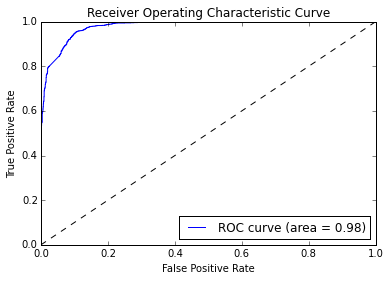 Receiver Operating Characteristic Curve
1.0
0.8
0.6
0.4
0.2
0.0
True Positive Rate
ROC curve (area = 0.98)
0.0 0.2 0.4 0.6 0.8 1.0
False Positive Rate